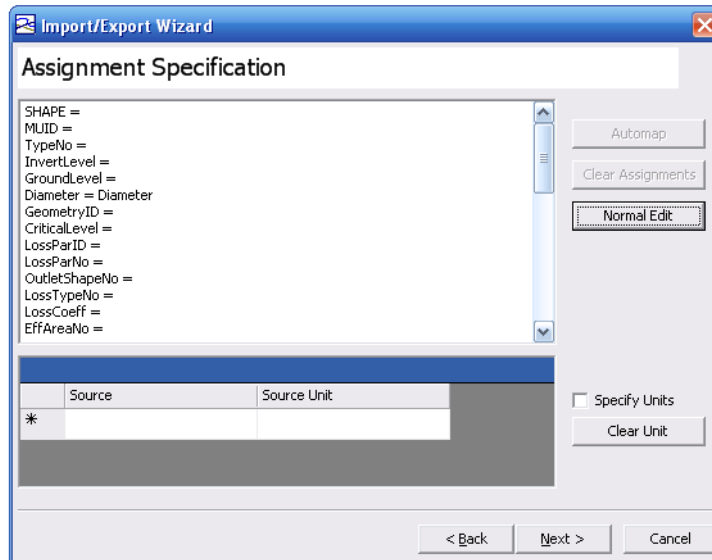 Import/Export Wizard
Assignment Specification
SHAPE =
MUID =
TypeNo =
InvertLevel =
GroundLevel =
Diameter = Diameter
GeometryID =
CriticalLevel =
LossParID =
LossParNo =
OutletShapeNo =
LossTypeNo =
LossCoeff =
EffAreaNo =
Automap
Clear Assignments
Normal Edit
Source Source Unit
*
Specify Units
Clear Unit
< Back Next > Cancel